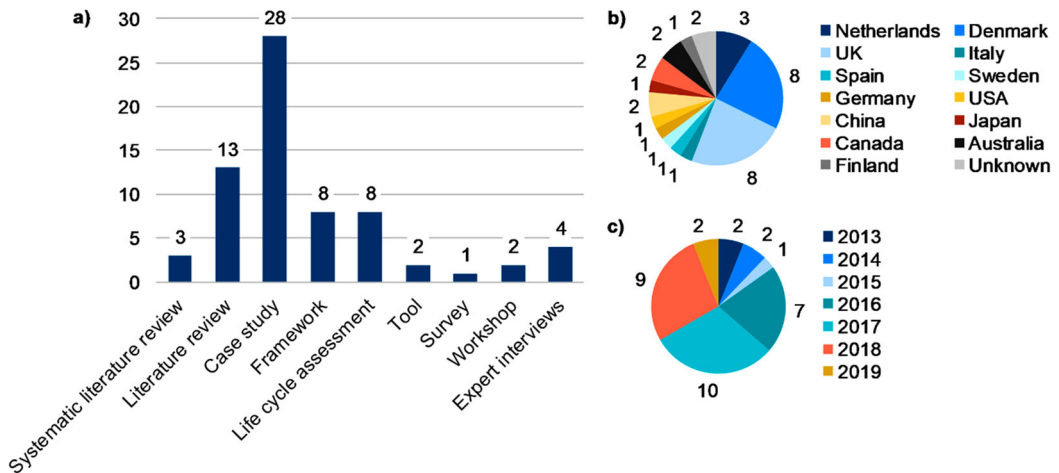 a)
30
25
20
15
10
5
0
3
13
28
8
8
2
1
2
4
Systematic literature review
Literature review
Case study
Framework
Life cycle assessment
Tool
Survey
Workshop
Expert interviews
b)
3
8
8
1
1
1
1
1
2
1
2
2
1
2
Netherlands Denmark
UK Italy
Spain Sweden
Germany USA
China Japan
Canada Australia
Finland Unknown
c)
2
2
1
7
10
9
2
2013
2014
2015
2016
2017
2018
2019